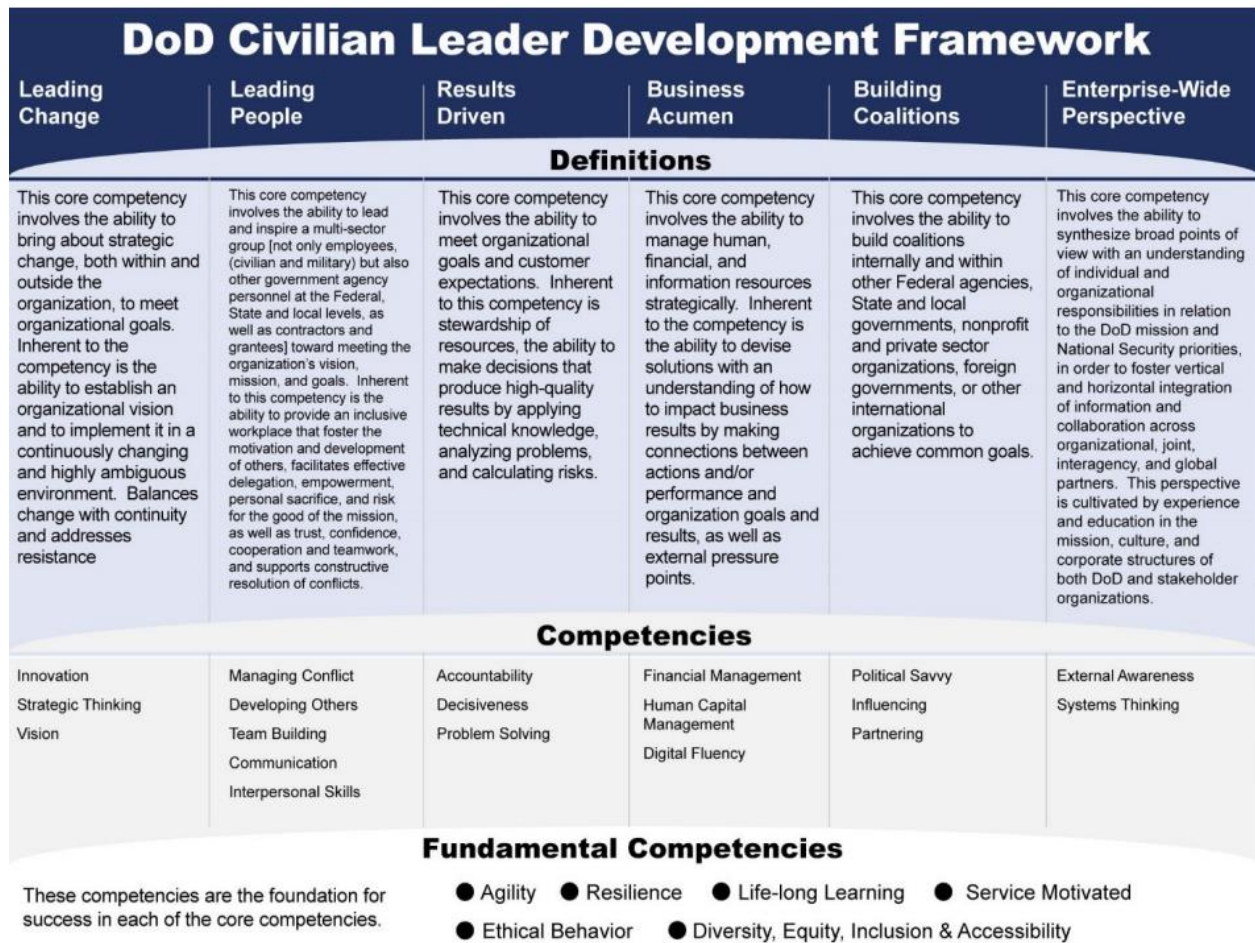 DoD Civilian Leader Development Framework
Leading
Change
Leading
People
Results
Driven
Business
Acumen
Building
Coalitions
Enterprise-Wide
Perspective
Definitions
This core competency
involves the ability to
bring about strategic
change, both within and
outside the
organization, to meet
organizational goals.
Inherent to the
competency is the
ability to establish an
organizational vision
and to implement it in a
continuously changing
and highly ambiguous
environment.  Balances
change with continuity
and addresses
resistance
This core competency
involves the ability to lead
and inspire a multi-sector
group [not only employees,
(civilian and military) but also
other government agency
personnel at the Federal,
State and local levels, as
well as contractors and
grantees] toward meeting the
organization's vision,
mission, and goals.  Inherent
to this competency is the
ability to provide an inclusive
workplace that foster the
motivation and development
of others, facilitates effective
delegation, empowerment,
personal sacrifice, and risk
for the good of the mission,
as well as trust, confidence,
cooperation and teamwork,
and supports constructive
resolution of conflicts.
This core competency
involves the ability to
meet organizational
goals and customer
expectations.  Inherent
to this competency is
stewardship of
resources, the ability to
make decisions that
produce high-quality
results by applying
technical knowledge,
analyzing problems,
and calculating risks.
This core competency
involves the ability to
manage human,
financial, and
information resources
strategically.  Inherent
to the competency is
the ability to devise
solutions with an
understanding of how
to impact business
results by making
connections between
actions and/or
performance and
organization goals and
results, as well as
external pressure
points.
This core competency
involves the ability to
build coalitions
internally and within
other Federal agencies,
State and local
governments, nonprofit
and private sector
organizations, foreign
governments, or other
international
organizations to
achieve common goals.
This core competency
involves the ability to
synthesize broad points of
view with an understanding
of individual and
organizational
responsibilities in relation
to the DoD mission and
National Security priorities,
in order to foster vertical
and horizontal integration
of information and
collaboration across
organizational, joint,
interagency, and global
partners.  This perspective
is cultivated by experience
and education in the
mission, culture, and
corporate structures of
both DoD and stakeholder
organizations.
Competencies
Innovation
Strategic Thinking
Vision
Managing Conflict
Developing Others
Team Building
Communication
Interpersonal Skills
Accountability
Decisiveness
Problem Solving
Financial Management
Human Capital
Management
Digital Fluency
Political Savvy
Influencing
Partnering
External Awareness
Systems Thinking
Fundamental Competencies
These competencies are the foundation for
success in each of the core competencies.
● Agility ● Resilience ● Life-long Learning ● Service Motivated
● Ethical Behavior ● Diversity, Equity, Inclusion & Accessibility